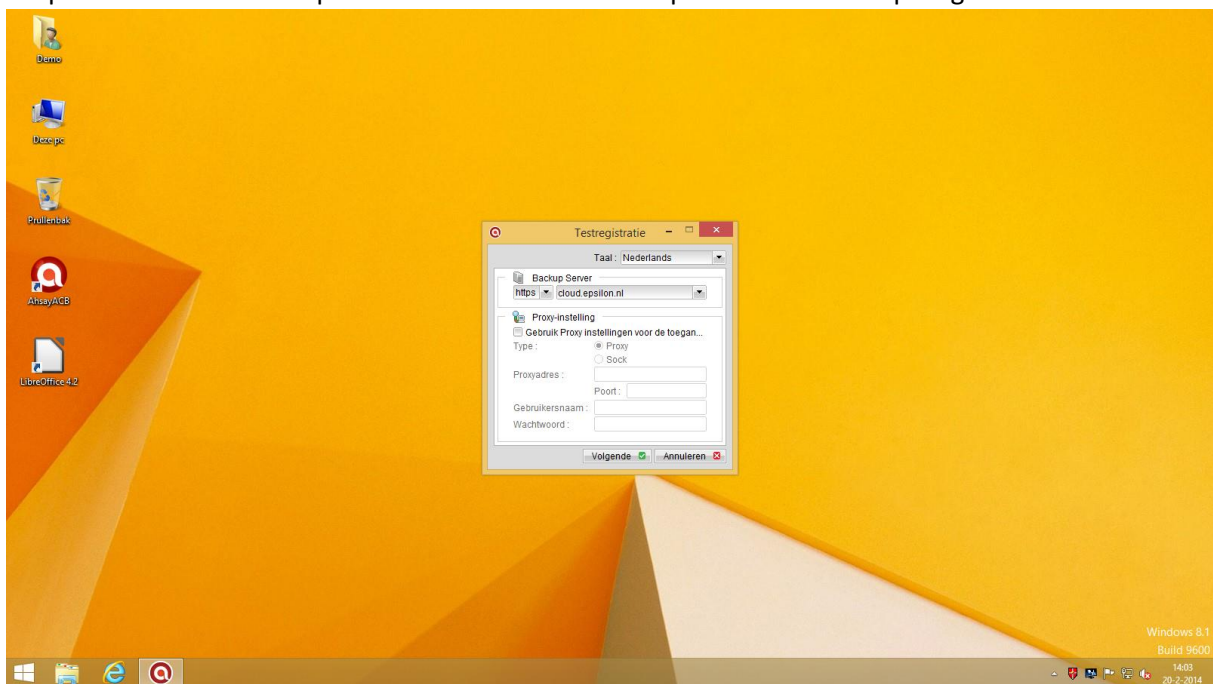 Demo
Deze pc
Prullenbak
AhsayACB
LibreOffice 4.2
Testregistratie
Taal : Nederlands
Backup Server
https cloud.epsilon.nl
Proxy-instelling
Gebruik Proxy instellingen voor de toegan...
Type : Proxy
Sock
Proxyadres :
Poort :
Gebruikersnaam :
Wachtwoord :
Volgende Annuleren
Windows 8.1
Build 9600
14:03
20-2-2014